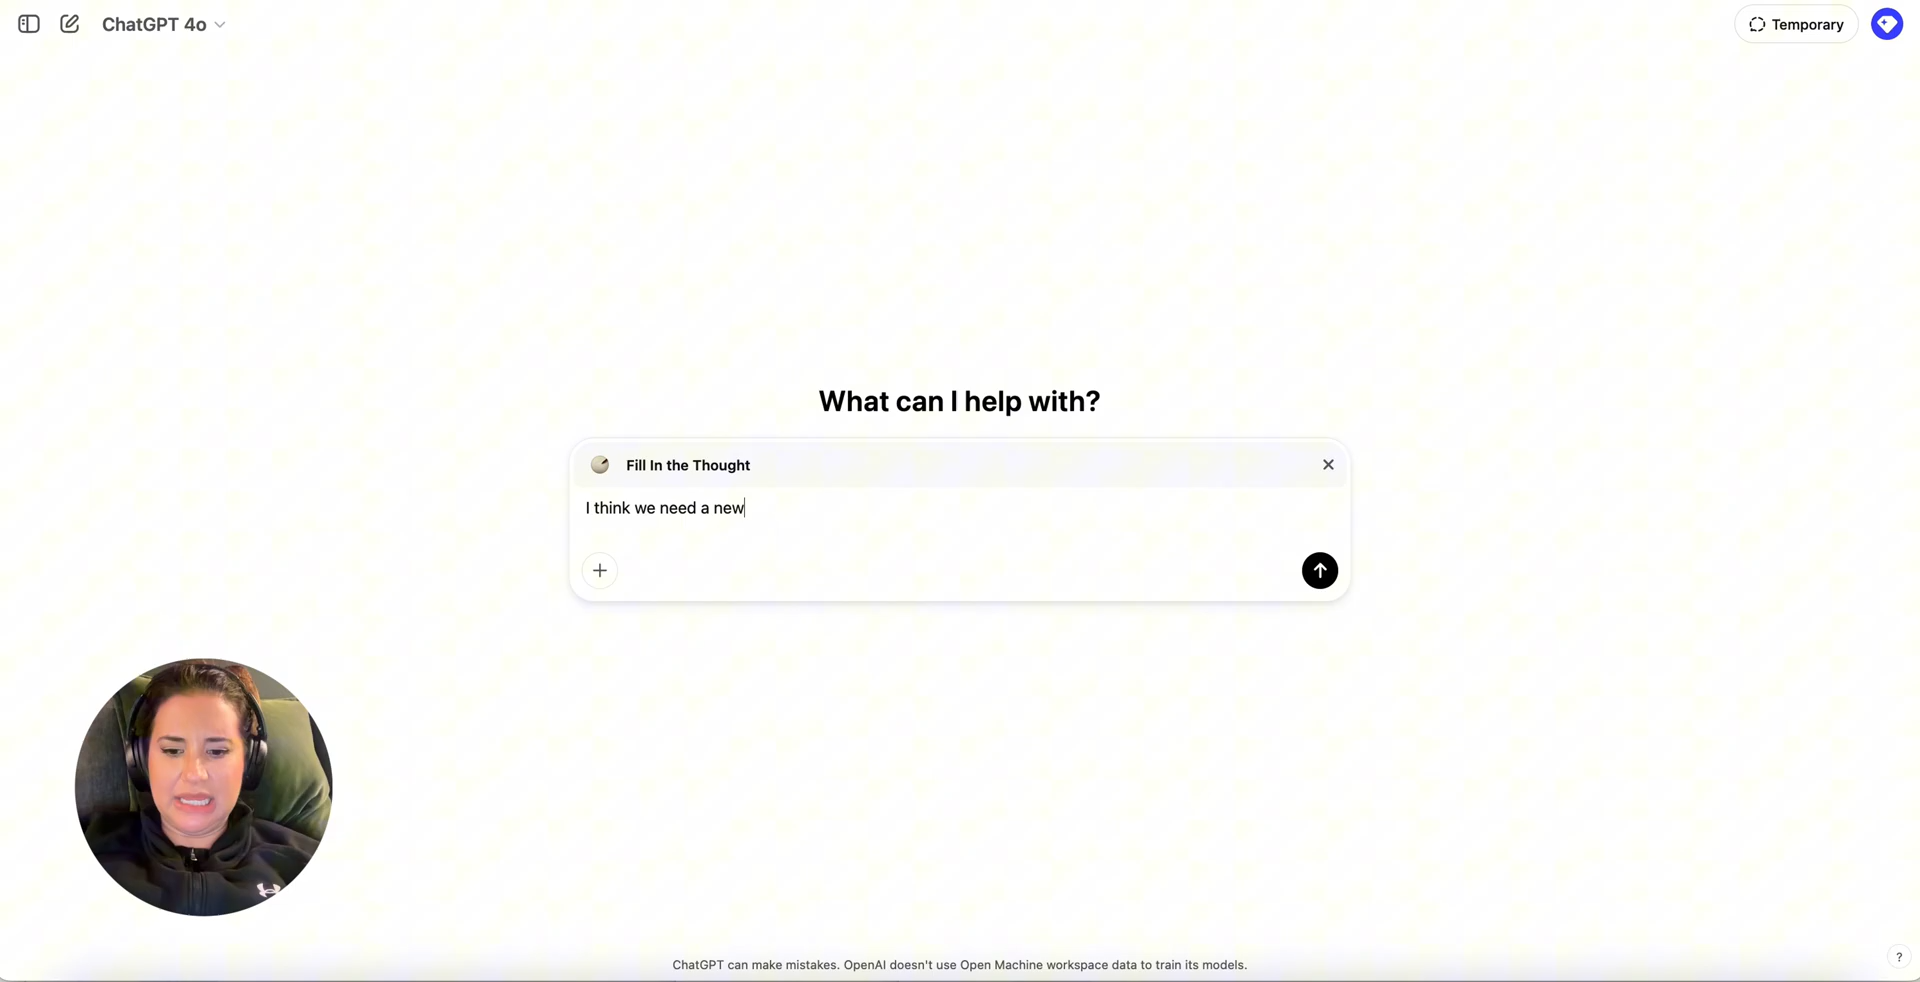 ChatGPT 4o
Temporary
What can I help with?
Fill In the Thought
I think we need a new
ChatGPT can make mistakes. OpenAI doesn't use Open Machine workspace data to train its models.
?